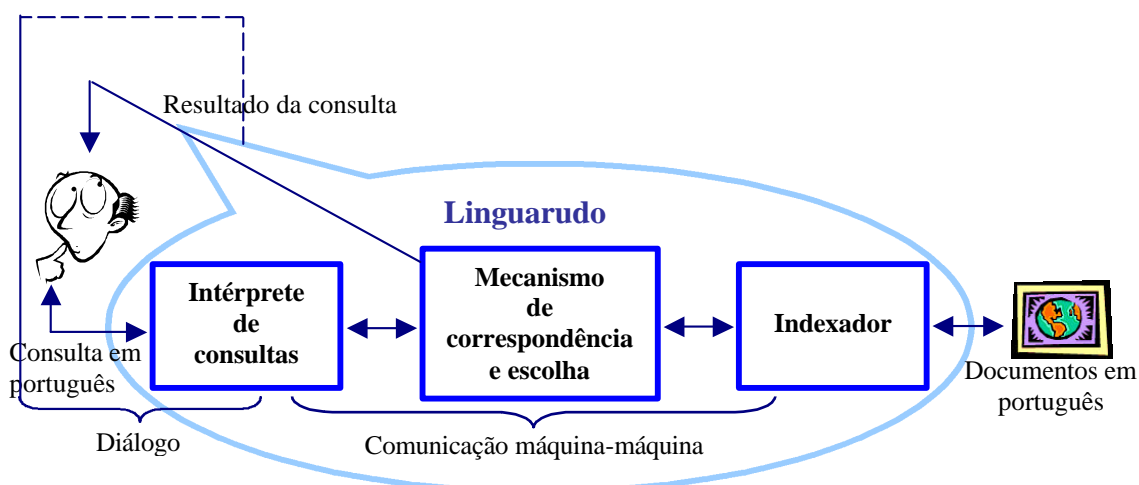 Resultado da consulta
Linguarudo
Intérprete
de
consultas
Mecanismo
de
correspondência
e escolha
Indexador
Consulta em
português
Documentos em
português
Diálogo
Comunicação máquina-máquina